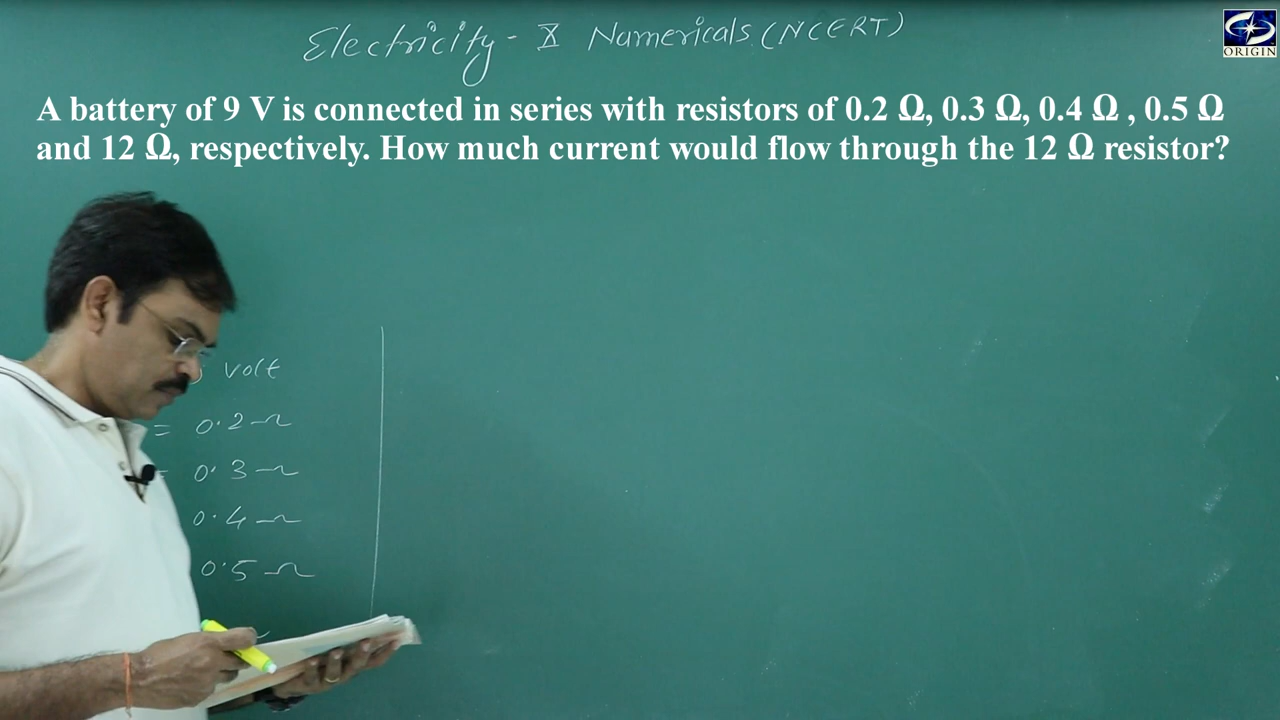 Electricity - X Numericals (NCERT)
ORIGIN
A battery of 9 V is connected in series with resistors of 0.2 Ω, 0.3 Ω, 0.4 Ω , 0.5 Ω
and 12 Ω, respectively. How much current would flow through the 12 Ω resistor?
volt
= 0.2 Ω
0.3 Ω
0.4 Ω
0.5 Ω